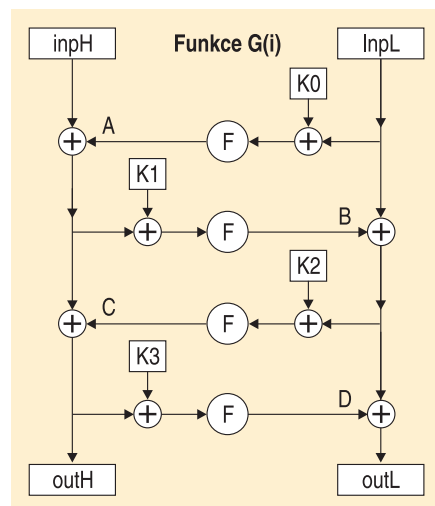 inpH Funkce G(i) InpL
K0
A F
K1
F B
K2
C F
K3
F D
outH outL